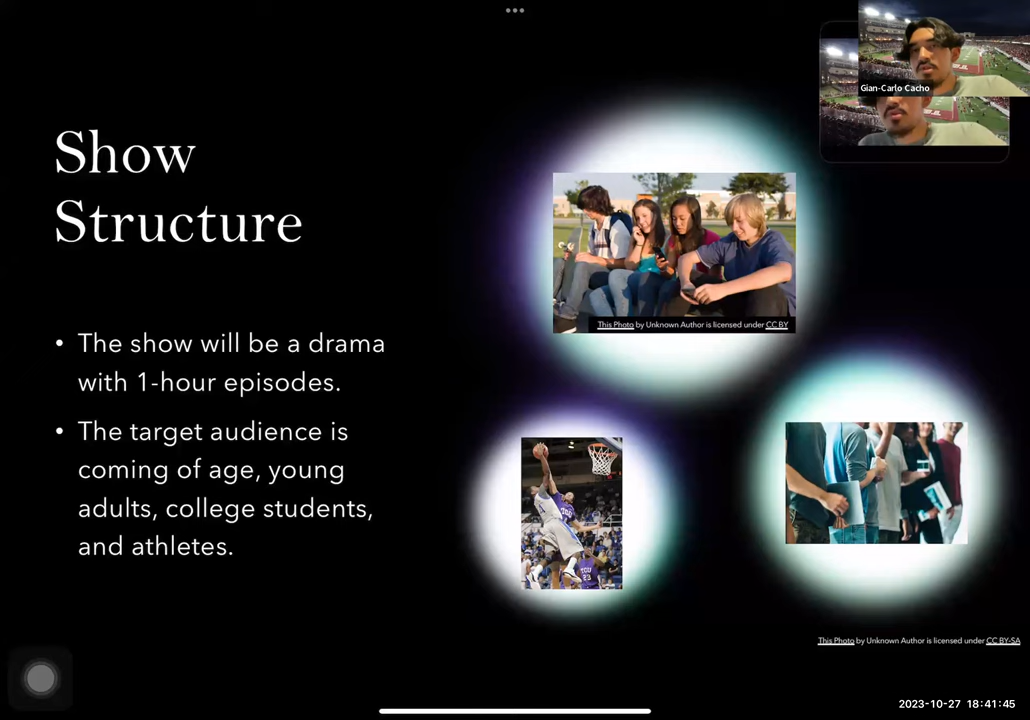 Gian-Carlo Cacho
Show
Structure
• The show will be a drama
with 1-hour episodes.
• The target audience is
coming of age, young
adults, college students,
and athletes.
This Photo by Unknown Author is licensed under CC BY
TCU
23
This Photo by Unknown Author is licensed under CC BY-SA
2023-10-27 18:41:45